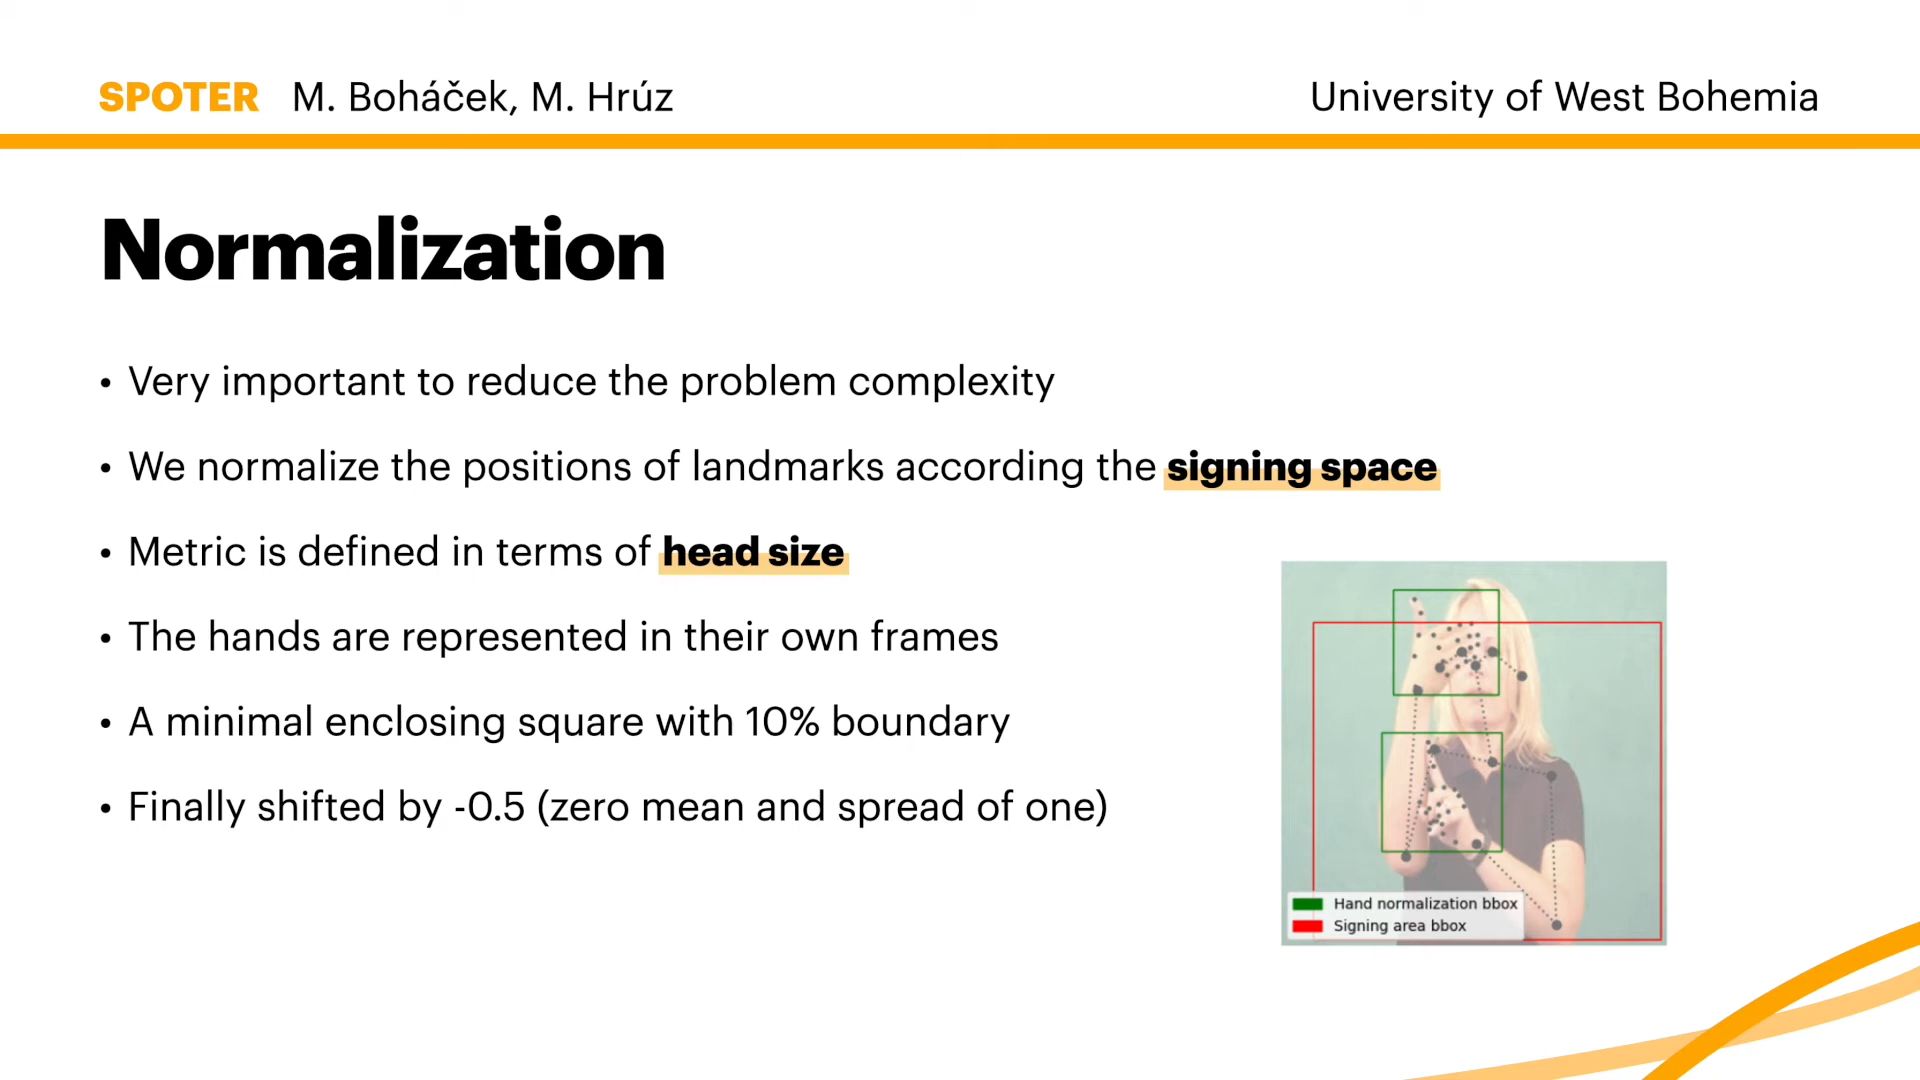 SPOTER M. Boháček, M. Hrúz University of West Bohemia
Normalization
• Very important to reduce the problem complexity
• We normalize the positions of landmarks according the signing space
• Metric is defined in terms of head size
• The hands are represented in their own frames
• A minimal enclosing square with 10% boundary
• Finally shifted by -0.5 (zero mean and spread of one)
Hand normalization bbox
Signing area bbox